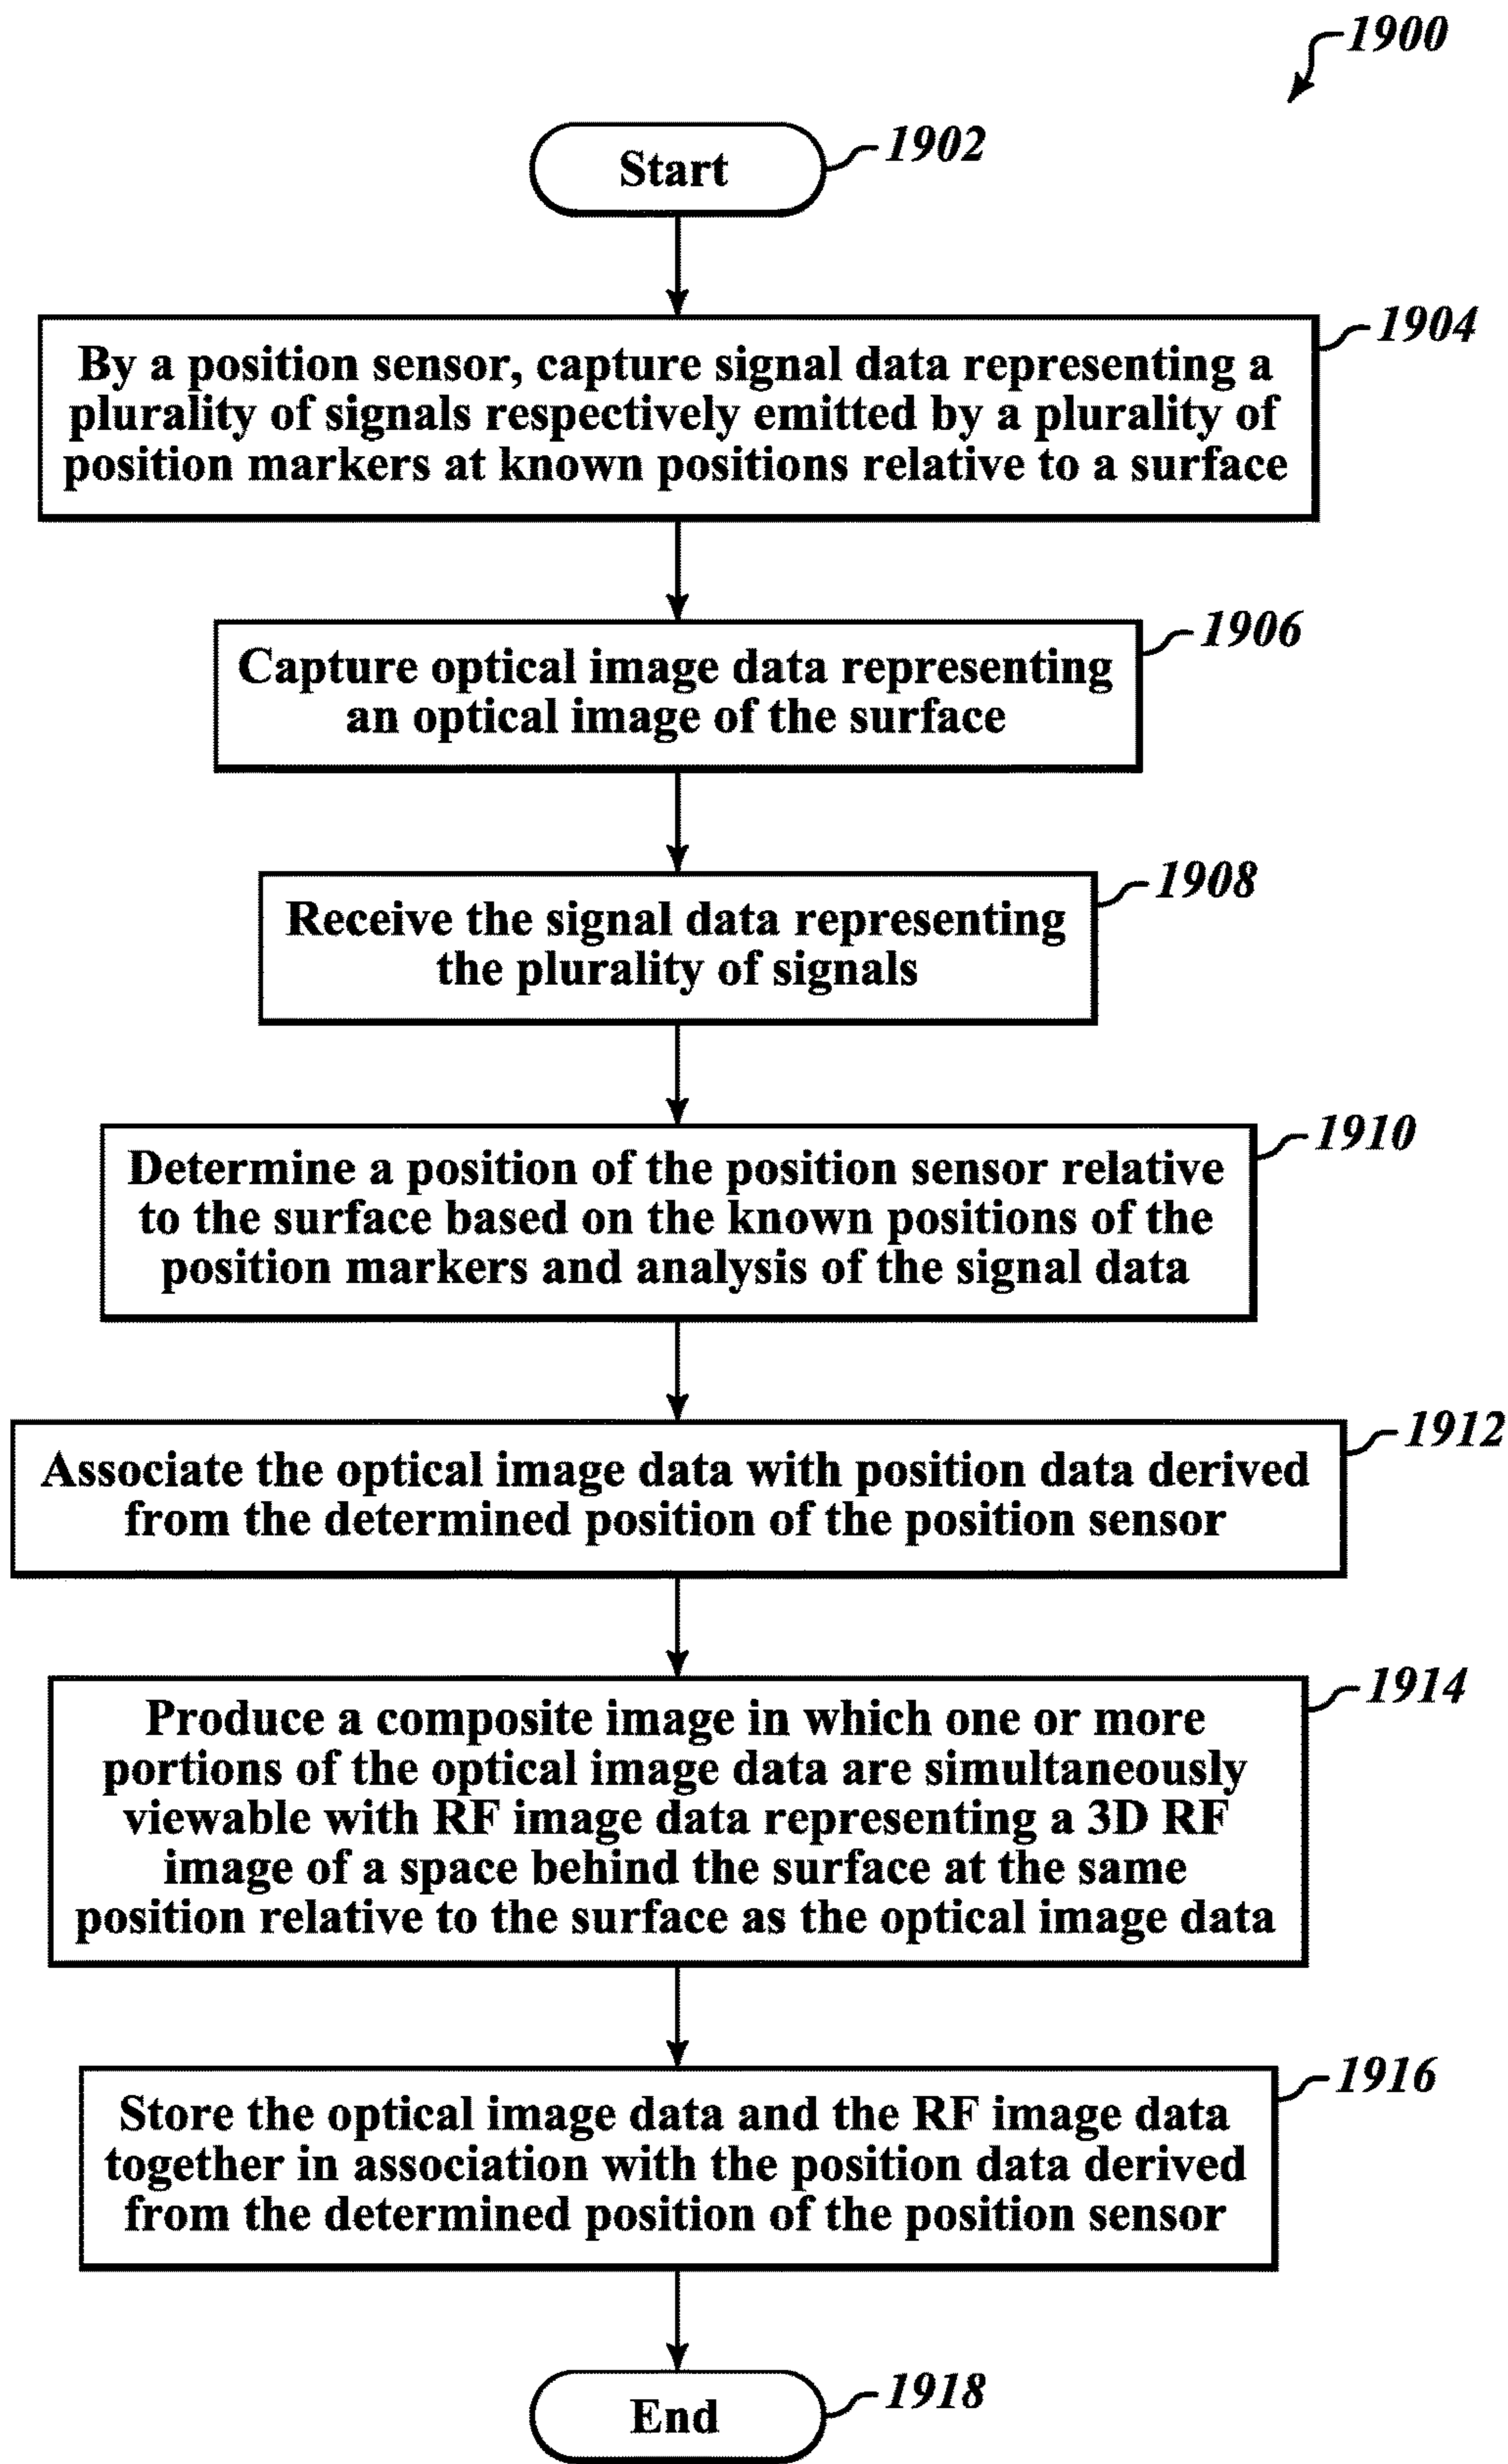 1900
Start
1902
1904
By a position sensor, capture signal data representing a
plurality of signals respectively emitted by a plurality of
position markers at known positions relative to a surface
1906
Capture optical image data representing
an optical image of the surface
1908
Receive the signal data representing
the plurality of signals
1910
Determine a position of the position sensor relative
to the surface based on the known positions of the
position markers and analysis of the signal data
1912
Associate the optical image data with position data derived
from the determined position of the position sensor
1914
Produce a composite image in which one or more
portions of the optical image data are simultaneously
viewable with RF image data representing a 3D RF
image of a space behind the surface at the same
position relative to the surface as the optical image data
1916
Store the optical image data and the RF image data
together in association with the position data derived
from the determined position of the position sensor
End
1918